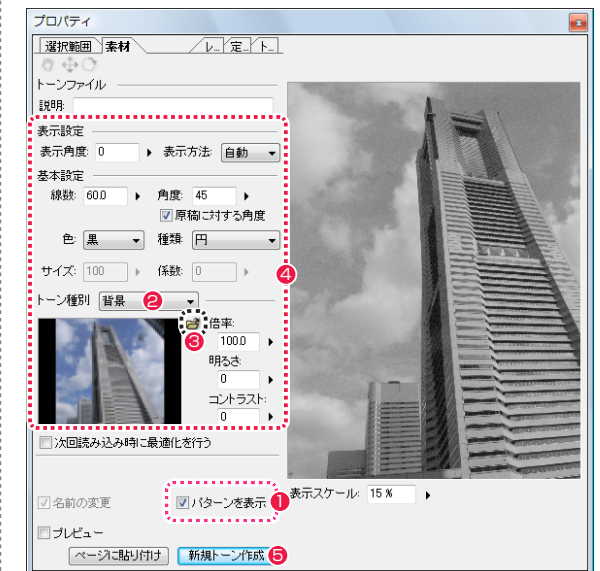 プロパティ
選択範囲 素材 レ... 定... ト...
トーンファイル
説明:
表示設定
表示角度: 0 表示方法: 自動
基本設定
線数: 60.0 角度: 45
原稿に対する角度
色: 黒 種類: 円
サイズ: 100 係数: 0
4
トーン種別 背景 2
3 倍率:
100.0
明るさ:
0
コントラスト:
0
次回読み込み時に最適化を行う
名前の変更 パターンを表示 1
表示スケール: 15 %
プレビュー
ページに貼り付け 新規トーン作成 5